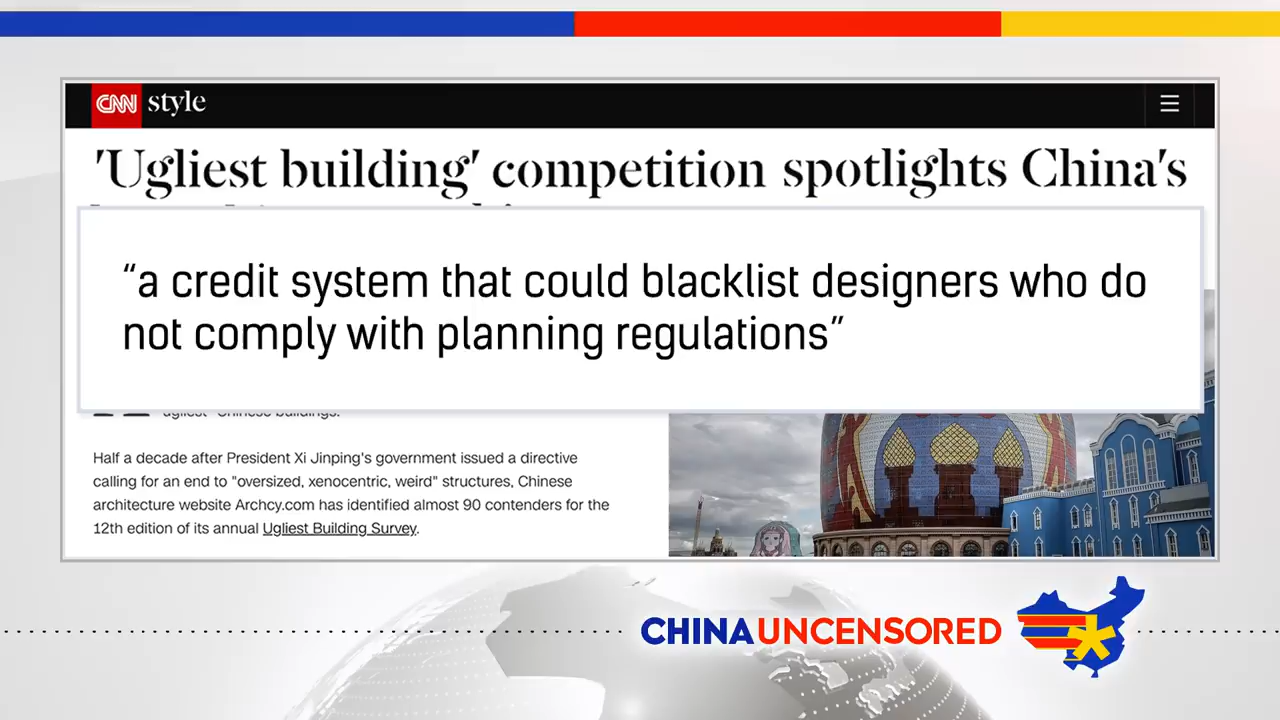 CNN style
'Ugliest building' competition spotlights China's
“a credit system that could blacklist designers who do
not comply with planning regulations”
ugliest" Chinese buildings.
Half a decade after President Xi Jinping's government issued a directive
calling for an end to "oversized, xenocentric, weird" structures, Chinese
architecture website Archcy.com has identified almost 90 contenders for the
12th edition of its annual Ugliest Building Survey.
CHINA UNCENSORED